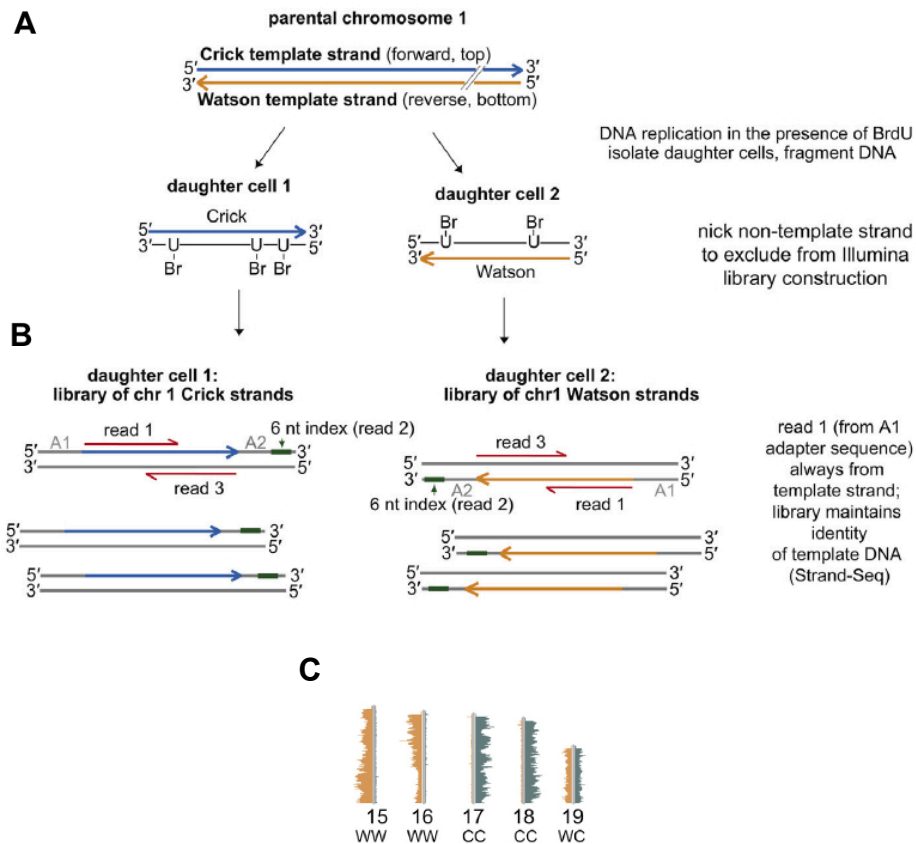 A
parental chromosome 1
Crick template strand (forward, top)
5′ 3′
3′ 5′
Watson template strand (reverse, bottom)
DNA replication in the presence of BrdU
isolate daughter cells, fragment DNA
daughter cell 1
Crick
5′ 3′
3′ U U U 5′
Br Br Br
daughter cell 2
Br Br
5′ U U 3′
3′ 5′
Watson
nick non-template strand
to exclude from Illumina
library construction
B
daughter cell 1:
library of chr 1 Crick strands
6 nt index (read 2)
read 1
5′ A1 A2 3′
3′ 5′
read 3
5′ 3′
3′ 5′
5′ 3′
3′ 5′
daughter cell 2:
library of chr1 Watson strands
read 3
5′ 3′
3′ 5′
A2 A1
6 nt index (read 2) read 1
5′ 3′
3′ 5′
5′ 3′
3′ 5′
read 1 (from A1
adapter sequence)
always from
template strand;
library maintains
identity
of template DNA
(Strand-Seq)
C
15 16 17 18 19
WW WW CC CC WC